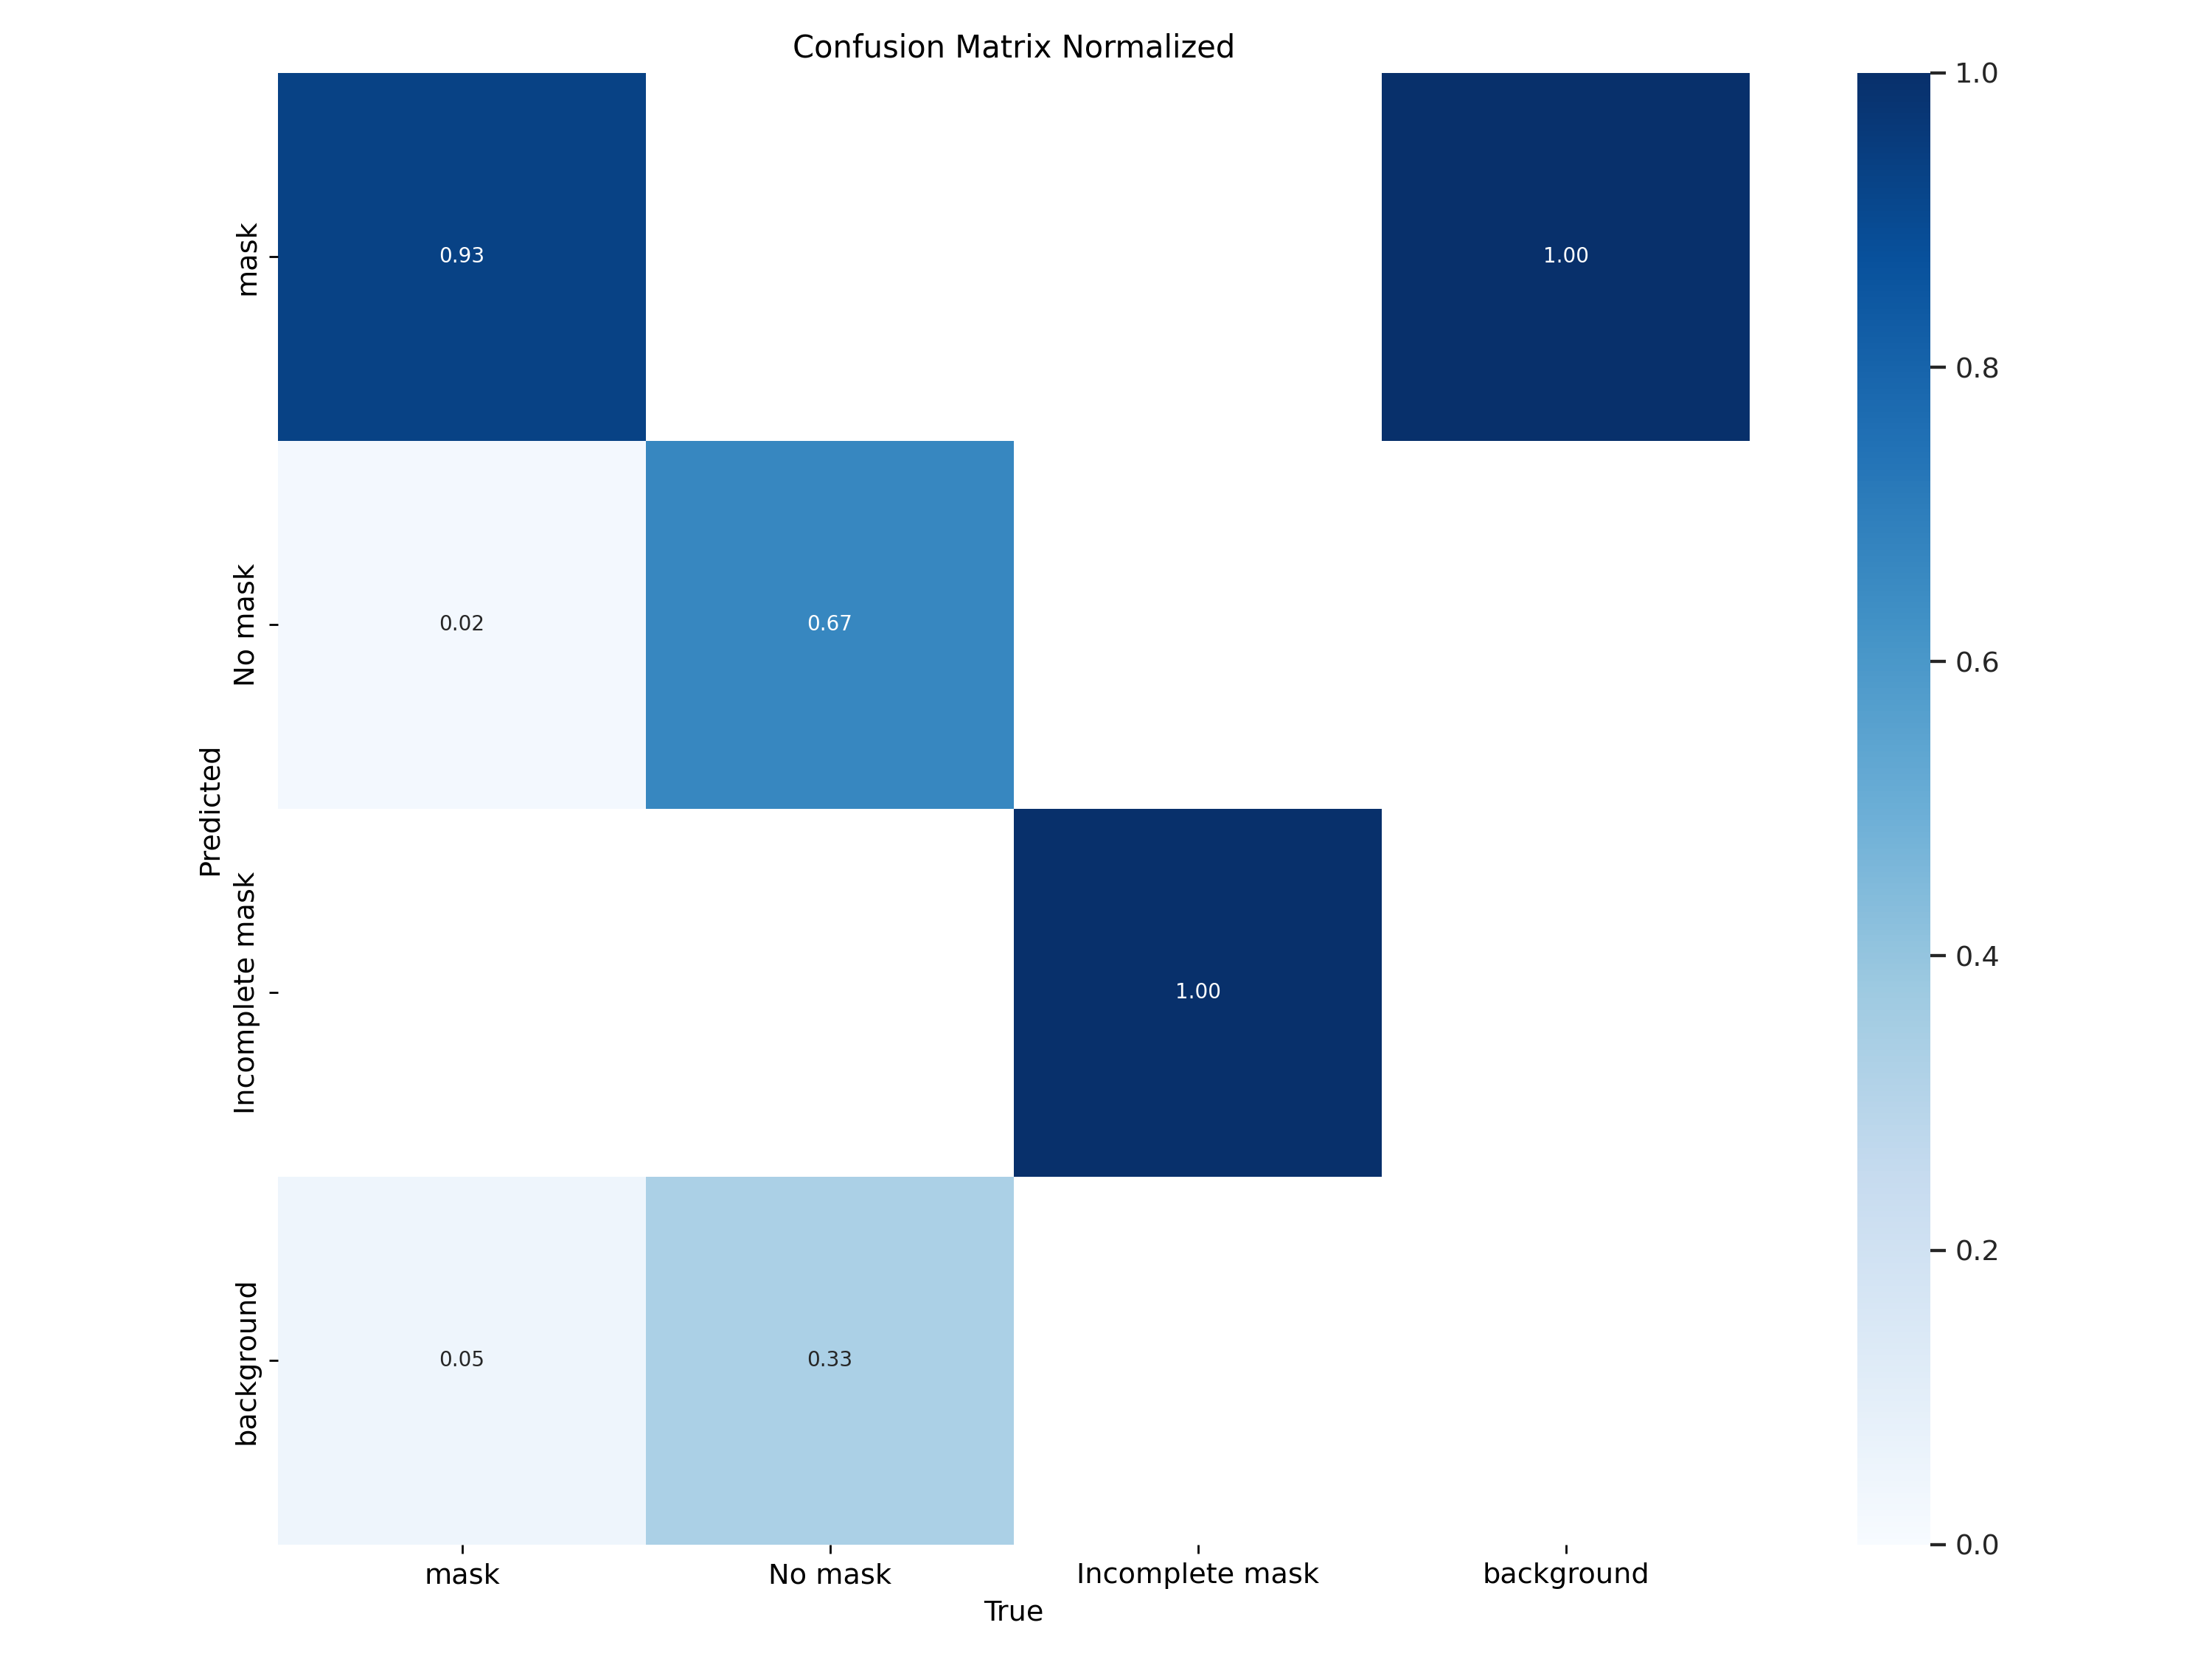 Confusion Matrix Normalized
mask
No mask
Incomplete mask
background
Predicted
0.93
1.00
0.02
0.67
1.00
0.05
0.33
mask
No mask
Incomplete mask
background
True
1.0
0.8
0.6
0.4
0.2
0.0